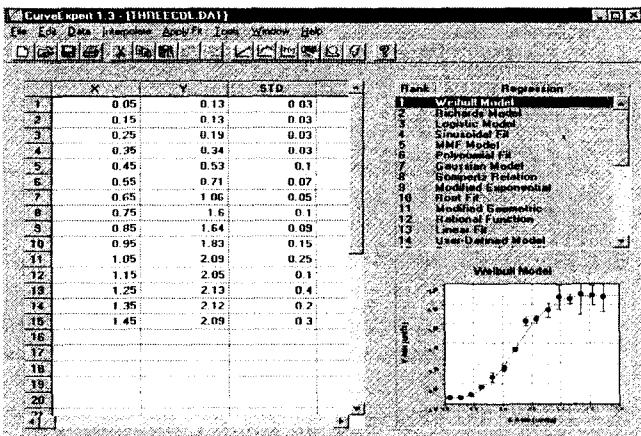 CurveExpert 1.3 - [THREECOL.DAT]
File Edit Data Interpolate Apply Fit Tools Window Help
X Y STD
1 0.05 0.13 0.03
2 0.15 0.13 0.03
3 0.25 0.19 0.03
4 0.35 0.34 0.03
5 0.45 0.53 0.1
6 0.55 0.71 0.07
7 0.65 1.06 0.05
8 0.75 1.6 0.1
9 0.85 1.64 0.09
10 0.95 1.83 0.15
11 1.05 2.09 0.25
12 1.15 2.05 0.1
13 1.25 2.13 0.4
14 1.35 2.12 0.2
15 1.45 2.09 0.3
16
17
18
19
20
Rank Regression
1 Weibull Model
2 Richards Model
3 Logistic Model
4 Sinusoidal Fit
5 MMF Model
6 Polynomial Fit
7 Gaussian Model
8 Gompertz Relation
9 Modified Exponential
10 Root Fit
11 Modified Geometric
12 Rational Function
13 Linear Fit
14 User-Defined Model
Weibull Model